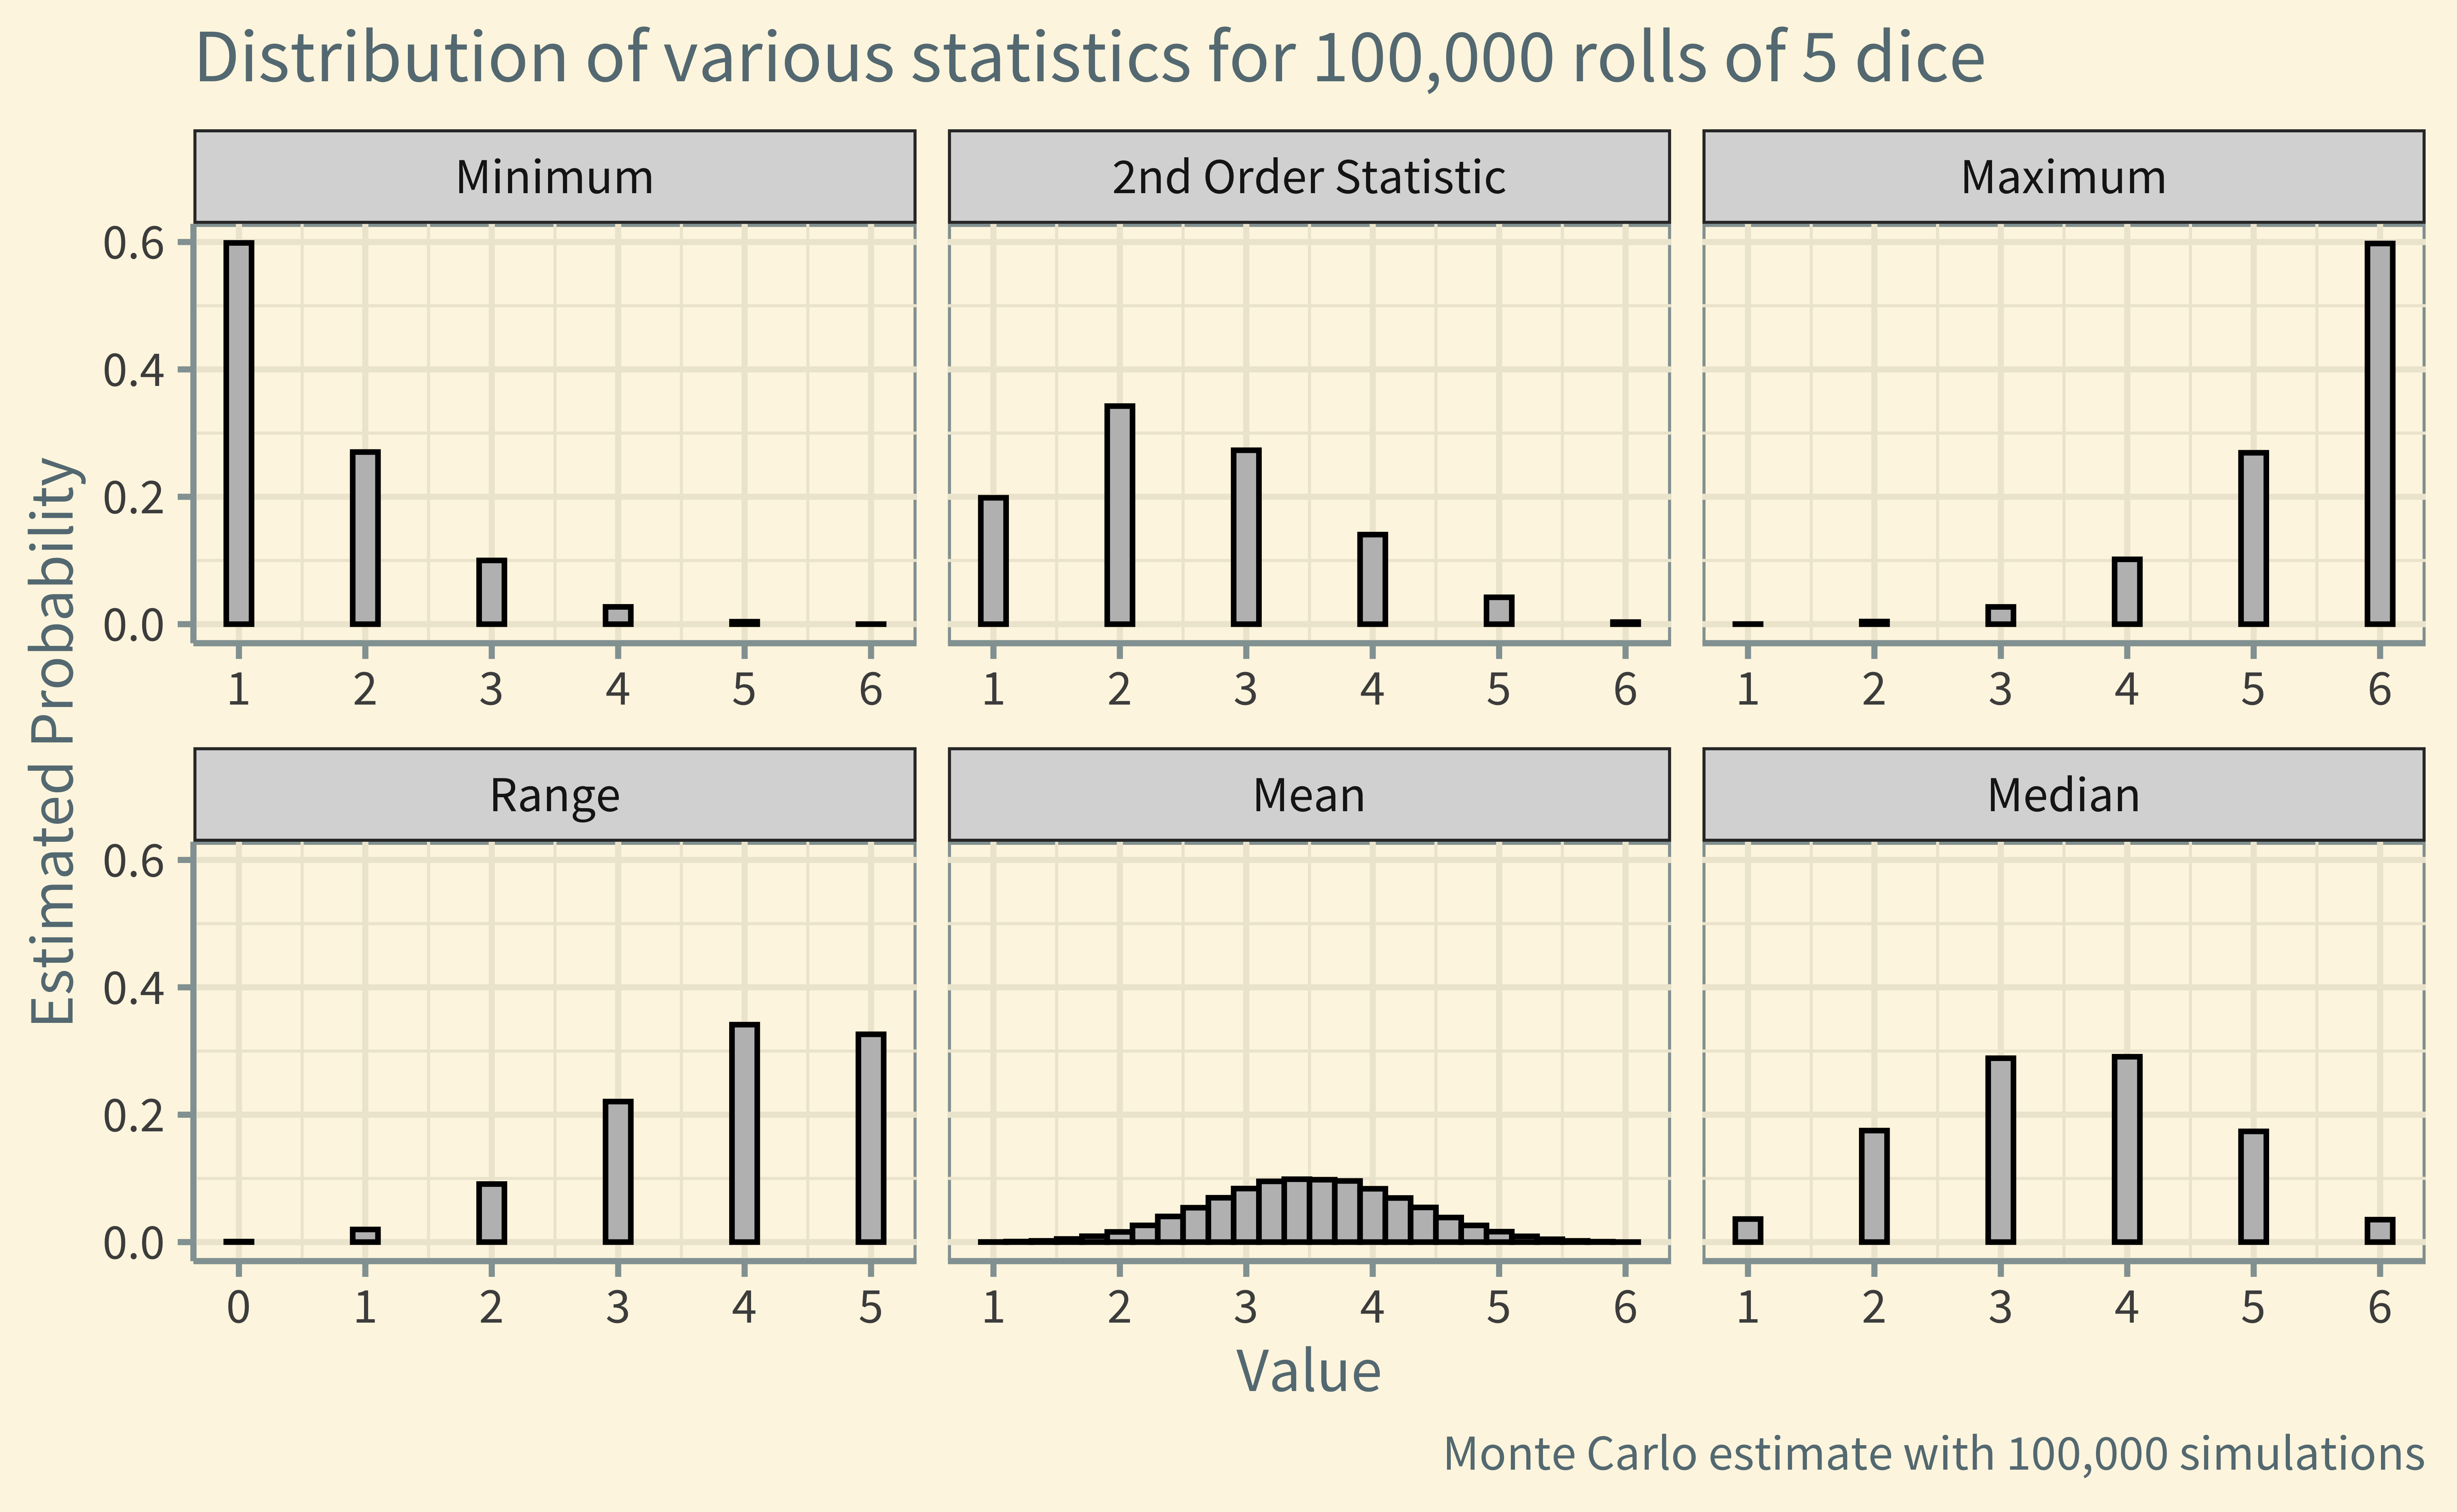 Distribution of various statistics for 100,000 rolls of 5 dice
Minimum
2nd Order Statistic
Maximum
Estimated Probability
0.6
0.4
0.2
0.0
1 2 3 4 5 6
1 2 3 4 5 6
1 2 3 4 5 6
Range
Mean
Median
0.6
0.4
0.2
0.0
0 1 2 3 4 5
1 2 3 4 5 6
1 2 3 4 5 6
Value
Monte Carlo estimate with 100,000 simulations